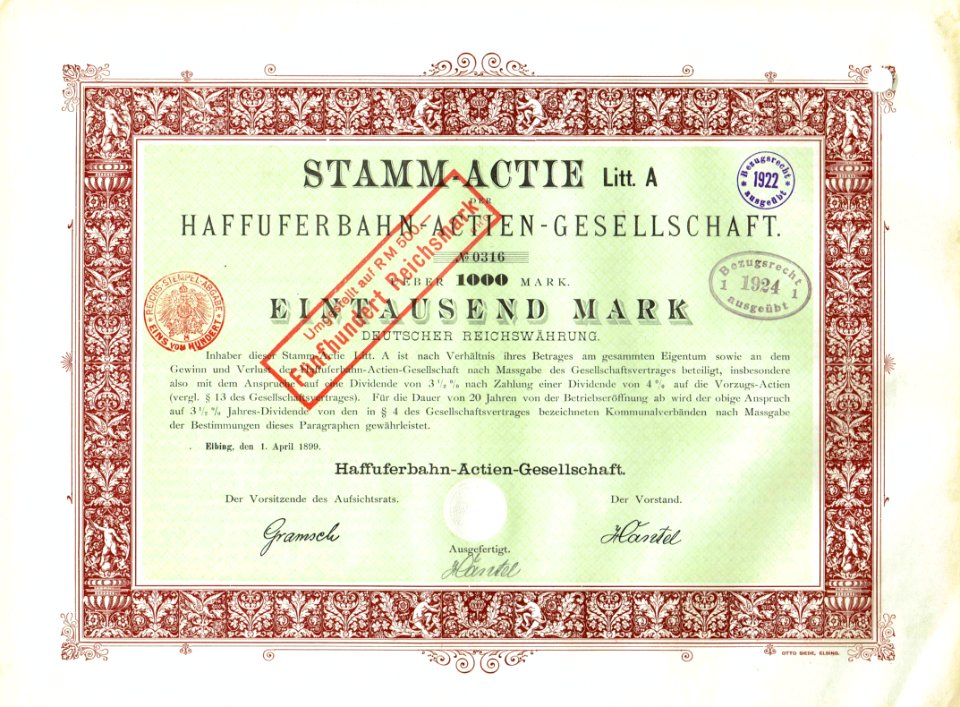 STAMM-ACTIE Litt. A
DER
HAFFUFERBAHN-ACTIEN-GESELLSCHAFT.
№ 0316
UEBER 1000 MARK.
EINTAUSEND MARK
DEUTSCHER REICHSWÄHRUNG.
Umgestellt auf RM 500,—
Fünfhundert Reichsmark
Bezugsrecht
* 1922 *
ausgeübt
Bezugsrecht
1 1924 1
ausgeübt
REICHS-STEMPEL-ABGABE
EINS VOM HUNDERT
Inhaber dieser Stamm-Actie Litt. A ist nach Verhältnis ihres Betrages am gesammten Eigentum sowie an dem
Gewinn und Verlust der Haffuferbahn-Actien-Gesellschaft nach Massgabe des Gesellschaftsvertrages beteiligt, insbesondere
also mit dem Anspruche auf eine Dividende von 3 1/2 % nach Zahlung einer Dividende von 4 % auf die Vorzugs-Actien
(vergl. § 13 des Gesellschaftsvertrages). Für die Dauer von 20 Jahren von der Betriebseröffnung ab wird der obige Anspruch
auf 3 1/2 % Jahres-Dividende von den in § 4 des Gesellschaftsvertrages bezeichneten Kommunalverbänden nach Massgabe
der Bestimmungen dieses Paragraphen gewährleistet.
Elbing, den 1. April 1899.
Haffuferbahn-Actien-Gesellschaft.
Der Vorsitzende des Aufsichtsrats.
Der Vorstand.
Gramsch
Häntel
Ausgefertigt.
Häntel
OTTO SIEDE, ELBING.